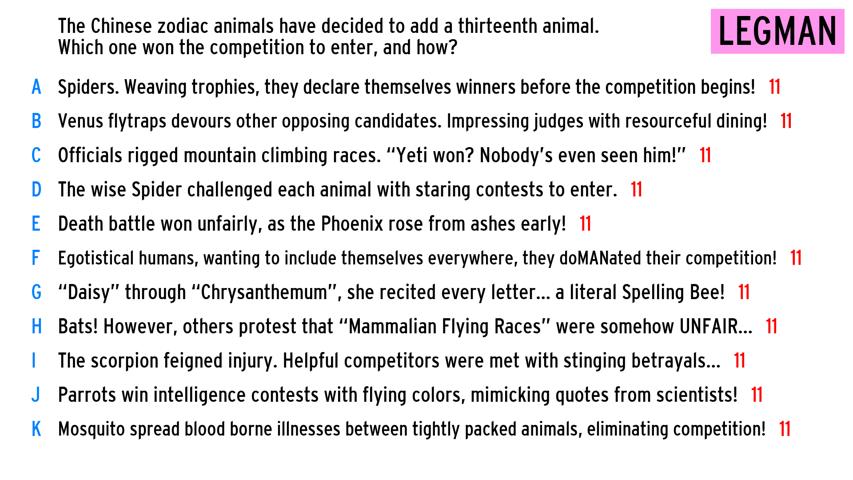 The Chinese zodiac animals have decided to add a thirteenth animal.
Which one won the competition to enter, and how?
LEGMAN
A Spiders. Weaving trophies, they declare themselves winners before the competition begins! 11
B Venus flytraps devours other opposing candidates. Impressing judges with resourceful dining! 11
C Officials rigged mountain climbing races. “Yeti won? Nobody’s even seen him!” 11
D The wise Spider challenged each animal with staring contests to enter. 11
E Death battle won unfairly, as the Phoenix rose from ashes early! 11
F Egotistical humans, wanting to include themselves everywhere, they doMANated their competition! 11
G “Daisy” through “Chrysanthemum”, she recited every letter... a literal Spelling Bee! 11
H Bats! However, others protest that “Mammalian Flying Races” were somehow UNFAIR... 11
I The scorpion feigned injury. Helpful competitors were met with stinging betrayals... 11
J Parrots win intelligence contests with flying colors, mimicking quotes from scientists! 11
K Mosquito spread blood borne illnesses between tightly packed animals, eliminating competition! 11